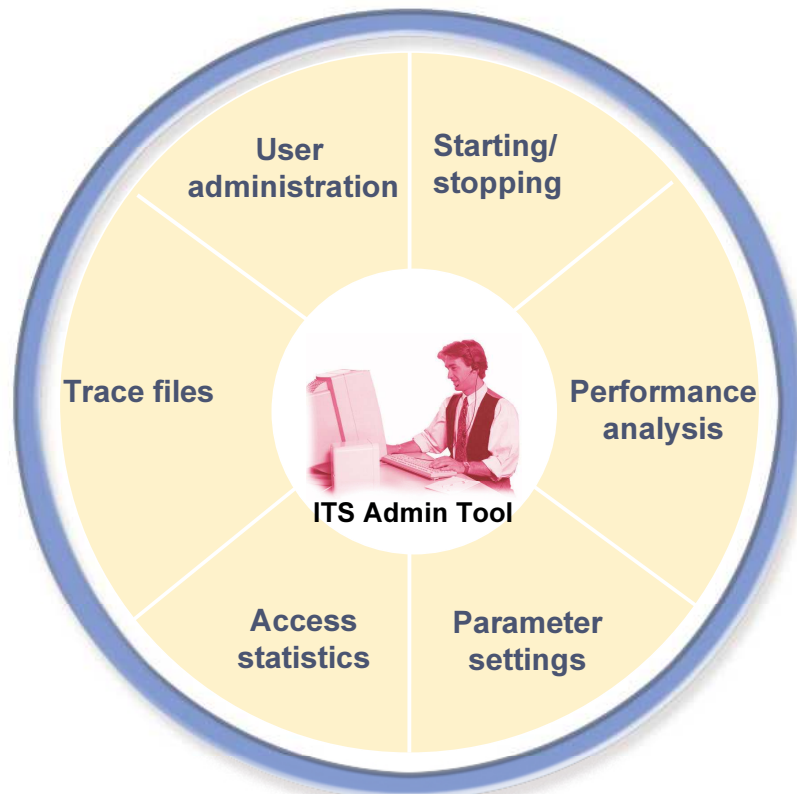 User
administration
Starting/
stopping
Trace files
Performance
analysis
ITS Admin Tool
Access
statistics
Parameter
settings